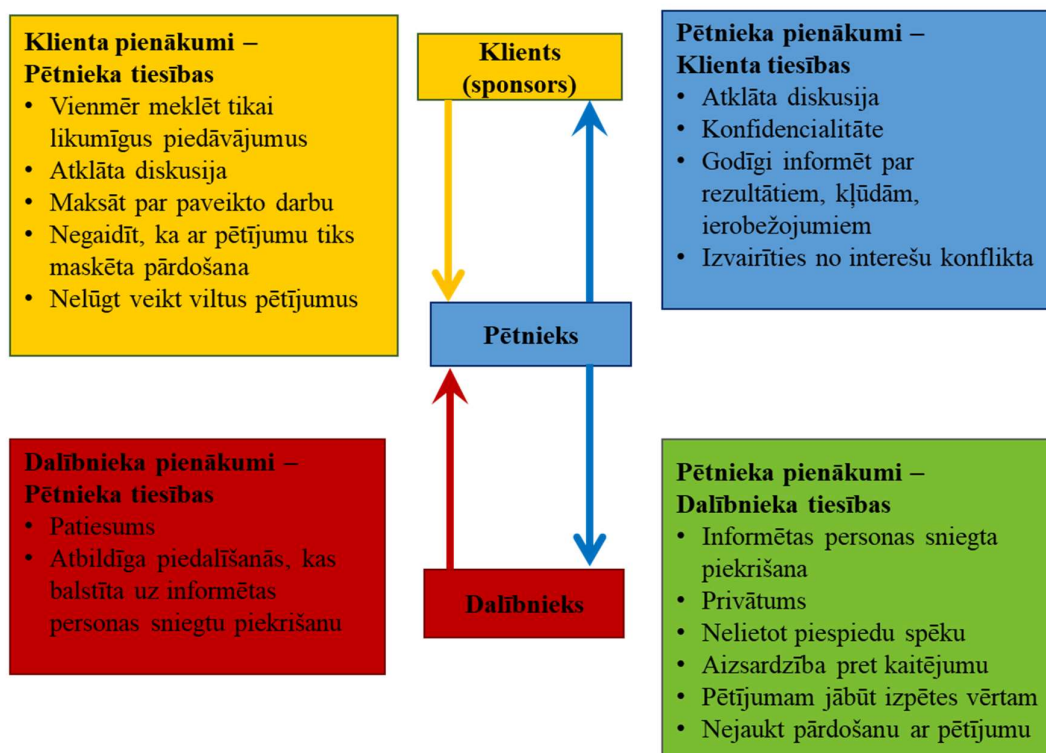 Klienta pienākumi –
Pētnieka tiesības
• Vienmēr meklēt tikai
likumīgus piedāvājumus
• Atklāta diskusija
• Maksāt par paveikto darbu
• Negaidīt, ka ar pētījumu tiks
maskēta pārdošana
• Nelūgt veikt viltus pētījumus
Klients
(sponsors)
Pētnieka pienākumi –
Klienta tiesības
• Atklāta diskusija
• Konfidencialitāte
• Godīgi informēt par
rezultātiem, kļūdām,
ierobežojumiem
• Izvairīties no interešu konflikta
Pētnieks
Dalībnieka pienākumi –
Pētnieka tiesības
• Patiesums
• Atbildīga piedalīšanās, kas
balstīta uz informētas
personas sniegtu piekrišanu
Dalībnieks
Pētnieka pienākumi –
Dalībnieka tiesības
• Informētas personas sniegta
piekrišana
• Privātums
• Nelietot piespiedu spēku
• Aizsardzība pret kaitējumu
• Pētījumam jābūt izpētes vērtam
• Nejaukt pārdošanu ar pētījumu